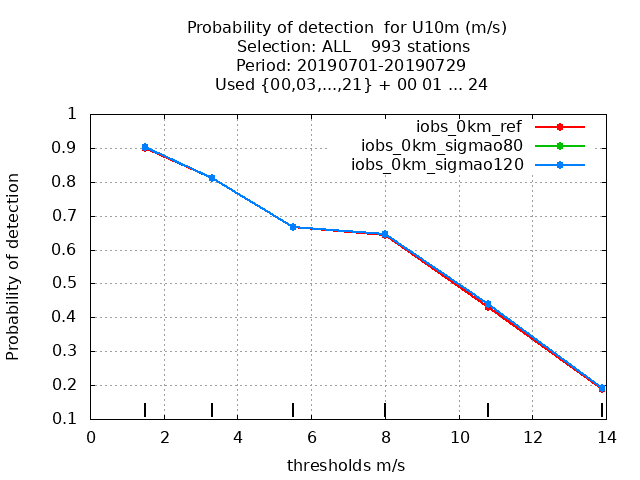 Probability of detection for U10m (m/s)
Selection: ALL 993 stations
Period: 20190701-20190729
Used {00,03,...,21} + 00 01 ... 24
iobs_0km_ref
iobs_0km_sigmao80
iobs_0km_sigmao120
Probability of detection
1
0.9
0.8
0.7
0.6
0.5
0.4
0.3
0.2
0.1
0 2 4 6 8 10 12 14
thresholds m/s